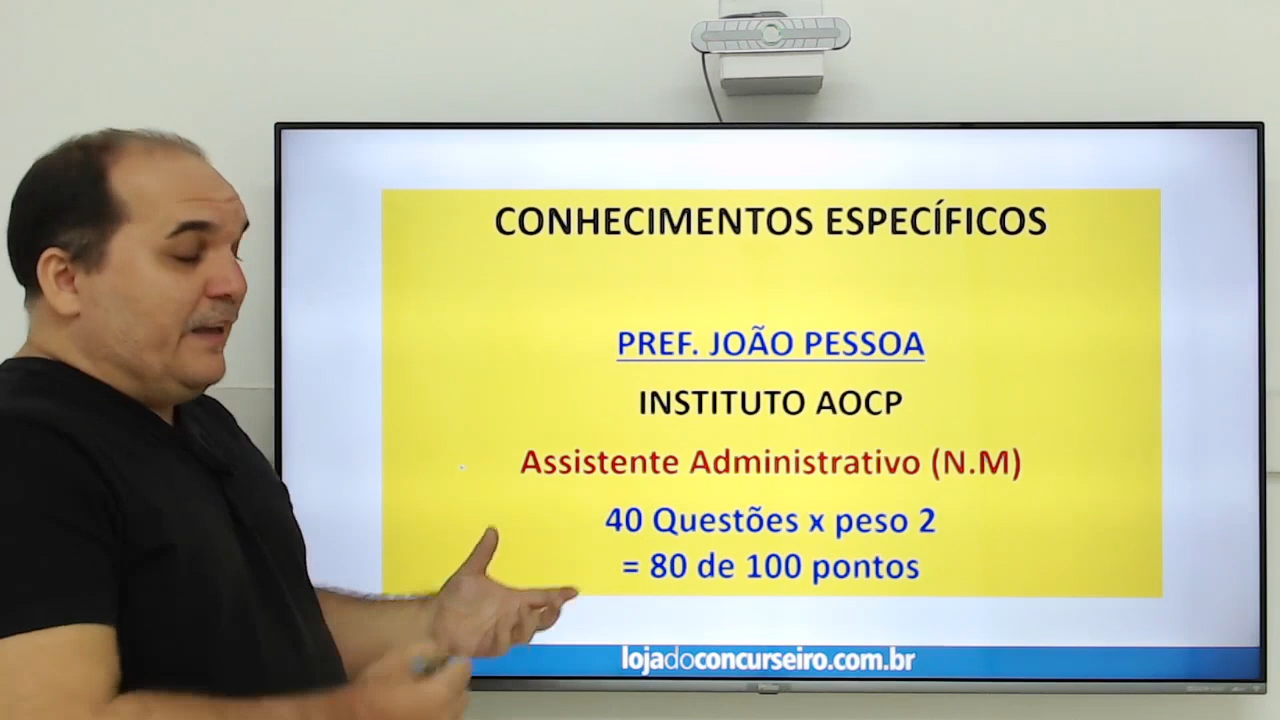 CONHECIMENTOS ESPECÍFICOS
PREF. JOÃO PESSOA
INSTITUTO AOCP
Assistente Administrativo (N.M)
40 Questões x peso 2
= 80 de 100 pontos
lojadoconcurseiro.com.br